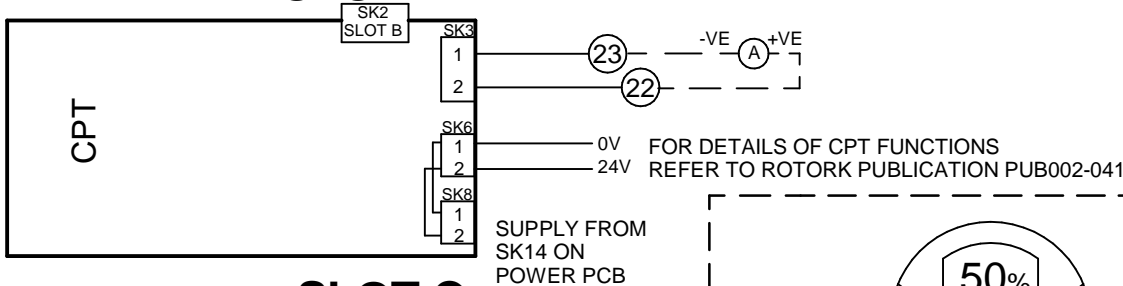 SK2
SLOT B
SK3
1
2
23
-VE
A
+VE
22
CPT
SK6
1
2
0V
24V
FOR DETAILS OF CPT FUNCTIONS
REFER TO ROTORK PUBLICATION PUB002-041
SK8
1
2
SUPPLY FROM
SK14 ON
POWER PCB
50%